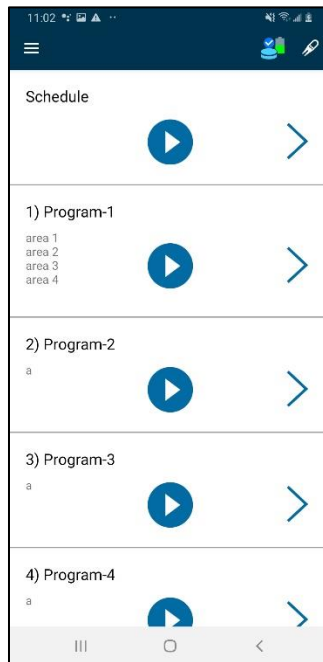 11:02
Schedule
1) Program-1
area 1
area 2
area 3
area 4
2) Program-2
a
3) Program-3
a
4) Program-4
a